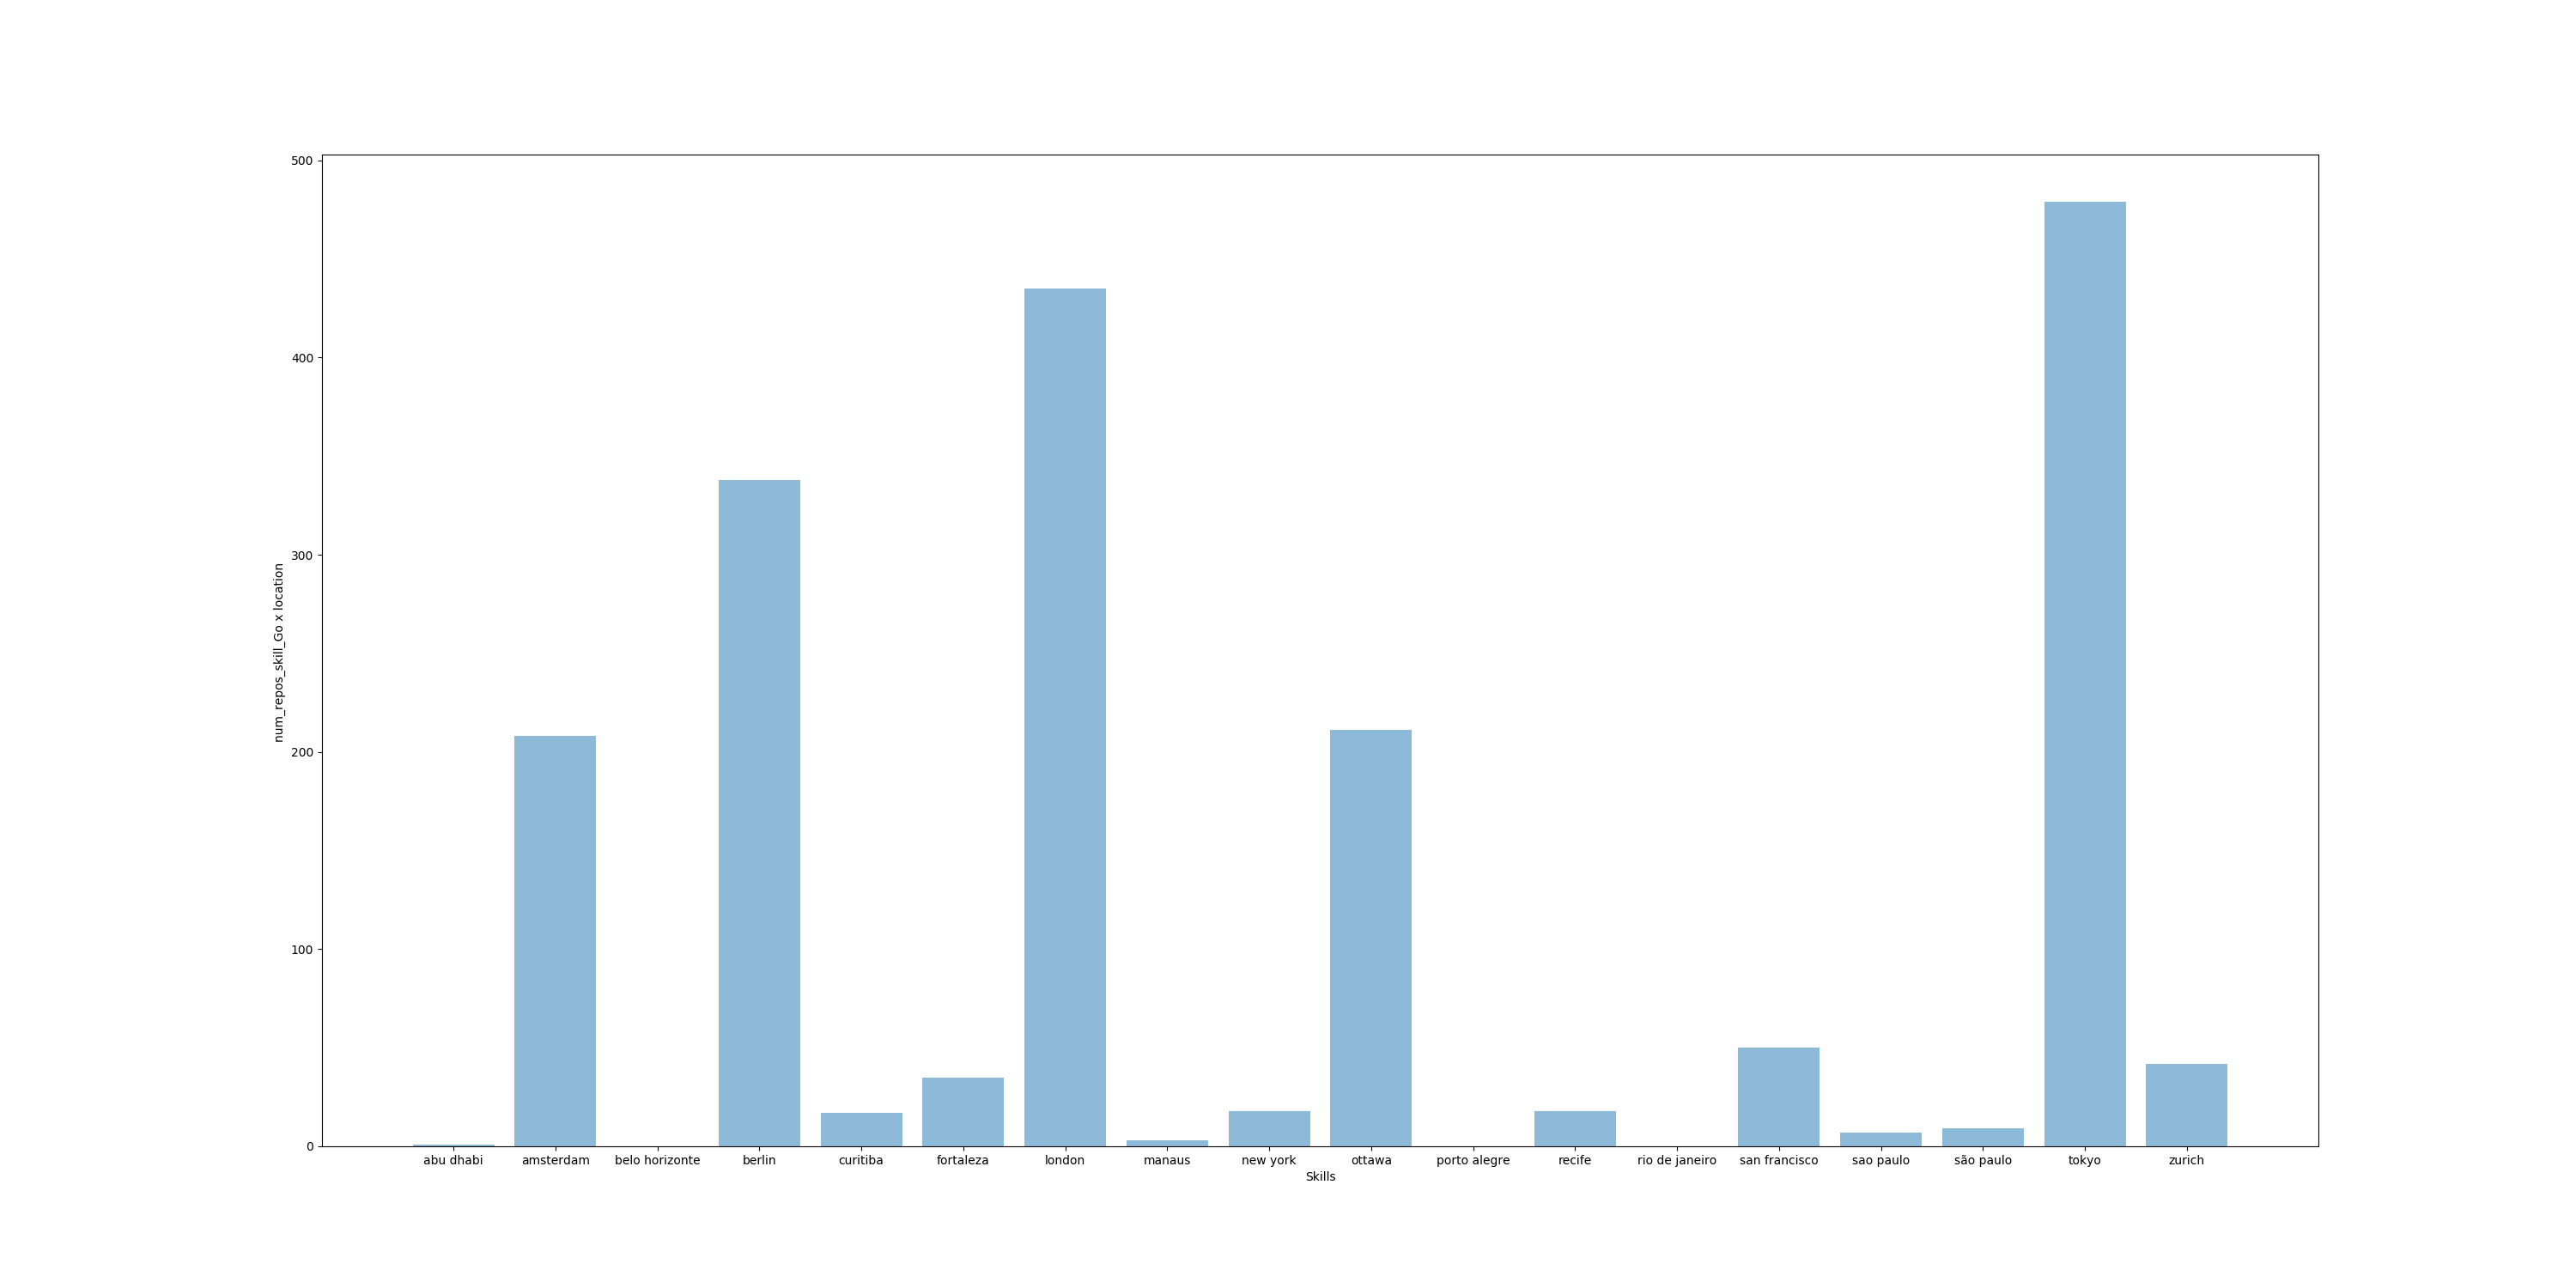 500
400
300
200
100
0
num_repos_skill_Go x location
abu dhabi amsterdam belo horizonte berlin curitiba fortaleza london manaus new york ottawa porto alegre recife rio de janeiro san francisco sao paulo são paulo tokyo zurich
Skills